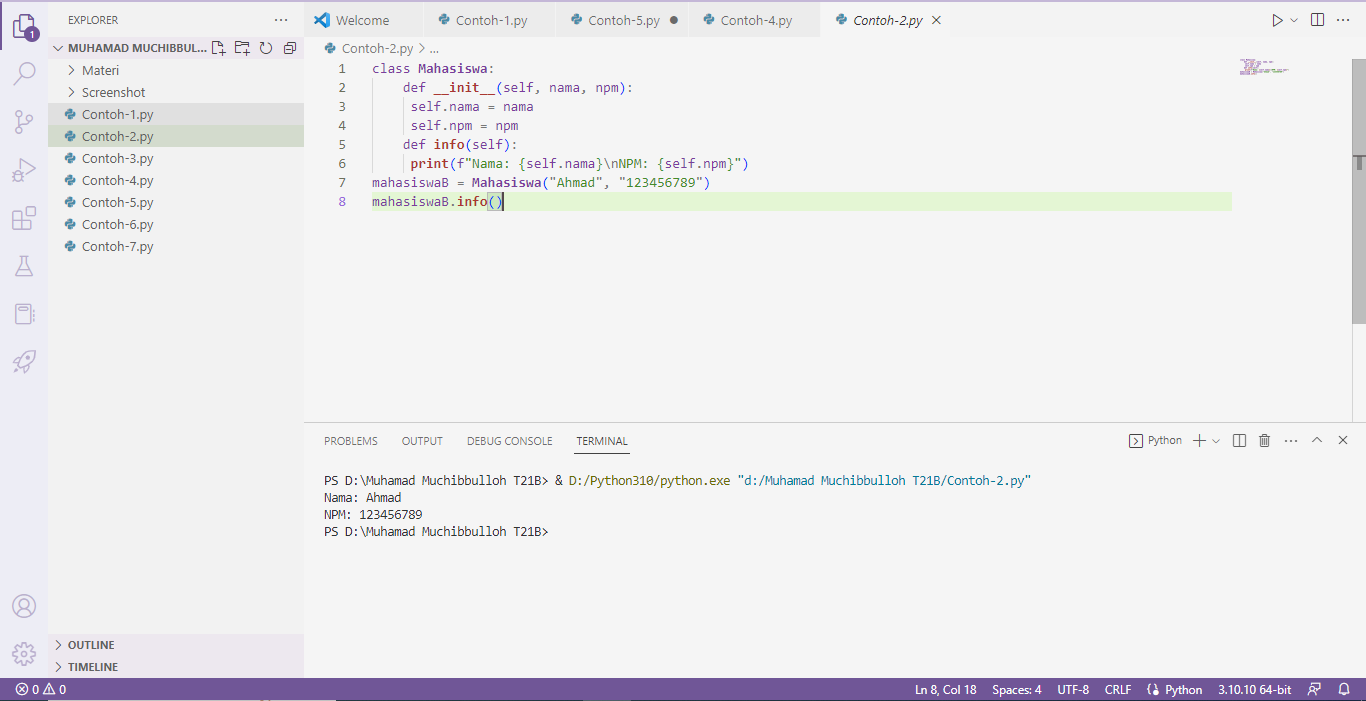 EXPLORER
1
MUHAMAD MUCHIBBUL...
Materi
Screenshot
Contoh-1.py
Contoh-2.py
Contoh-3.py
Contoh-4.py
Contoh-5.py
Contoh-6.py
Contoh-7.py
OUTLINE
TIMELINE
Welcome Contoh-1.py Contoh-5.py Contoh-4.py Contoh-2.py
Contoh-2.py > ...
1 class Mahasiswa:
2     def __init__(self, nama, npm):
3      self.nama = nama
4      self.npm = npm
5     def info(self):
6      print(f"Nama: {self.nama}\nNPM: {self.npm}")
7 mahasiswaB = Mahasiswa("Ahmad", "123456789")
8 mahasiswaB.info()
PROBLEMS OUTPUT DEBUG CONSOLE TERMINAL Python
PS D:\Muhamad Muchibbulloh T21B> & D:/Python310/python.exe "d:/Muhamad Muchibbulloh T21B/Contoh-2.py"
Nama: Ahmad
NPM: 123456789
PS D:\Muhamad Muchibbulloh T21B>
0 0 Ln 8, Col 18 Spaces: 4 UTF-8 CRLF Python 3.10.10 64-bit